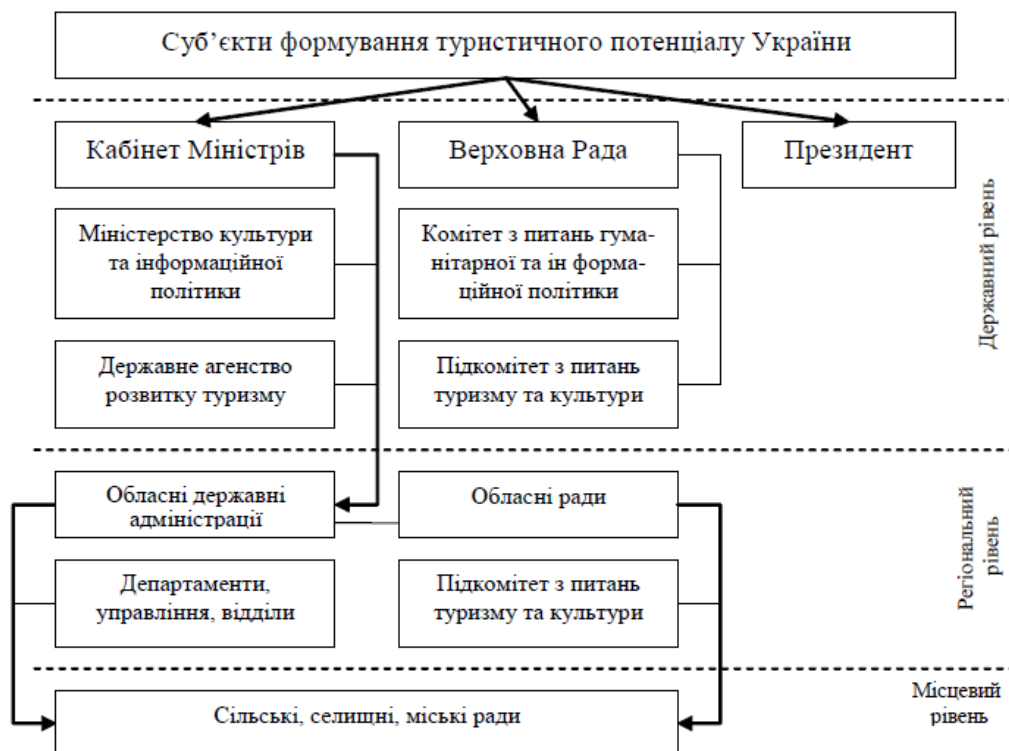 Суб’єкти формування туристичного потенціалу України
Кабінет Міністрів
Верховна Рада
Президент
Міністерство культури
та інформаційної
політики
Комітет з питань гума-
нітарної та ін форма-
ційної політики
Державне агенство
розвитку туризму
Підкомітет з питань
туризму та культури
Державний рівень
Обласні державні
адміністрації
Обласні ради
Департаменти,
управління, відділи
Підкомітет з питань
туризму та культури
Регіональний
рівень
Сільські, селищні, міські ради
Місцевий
рівень